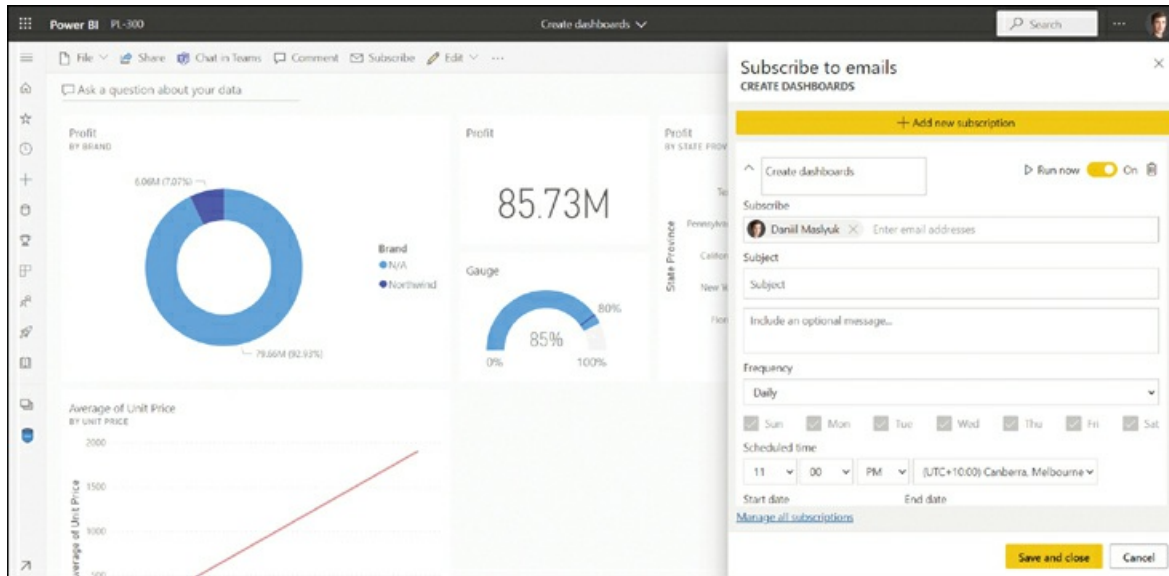 Power BI PL-300
Create dashboards
Search
File Share Chat in Teams Comment Subscribe Edit
Ask a question about your data
Profit
BY BRAND
6.06M (7.07%)
79.66M (92.93%)
Brand
N/A
Northwind
Profit
85.73M
Gauge
80%
85%
0% 100%
Profit
BY STATE PROV
State Province
Te
Pennsylva
Califor
New
Average of Unit Price
BY UNIT PRICE
Average of Unit Price
2000
1500
1000
500
Subscribe to emails
CREATE DASHBOARDS
+ Add new subscription
Create dashboards
Run now On
Subscribe
Daniil Maslyuk Enter email addresses
Subject
Subject
Include an optional message...
Frequency
Daily
Sun Mon Tue Wed Thu Fri Sat
Scheduled time
11 00 PM (UTC+10:00) Canberra, Melbourne
Start date End date
Manage all subscriptions
Save and close Cancel